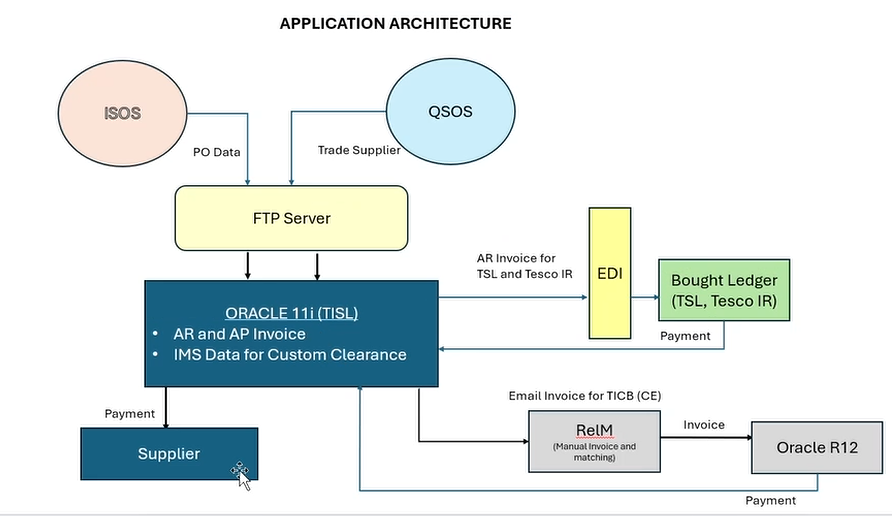 APPLICATION ARCHITECTURE
ISOS
QSOS
PO Data
Trade Supplier
FTP Server
AR Invoice for
TSL and Tesco IR
EDI
Bought Ledger
(TSL, Tesco IR)
ORACLE 11i (TISL)
• AR and AP Invoice
• IMS Data for Custom Clearance
Payment
Email Invoice for TICB (CE)
Payment
Supplier
RelM
(Manual Invoice and
matching)
Invoice
Oracle R12
Payment